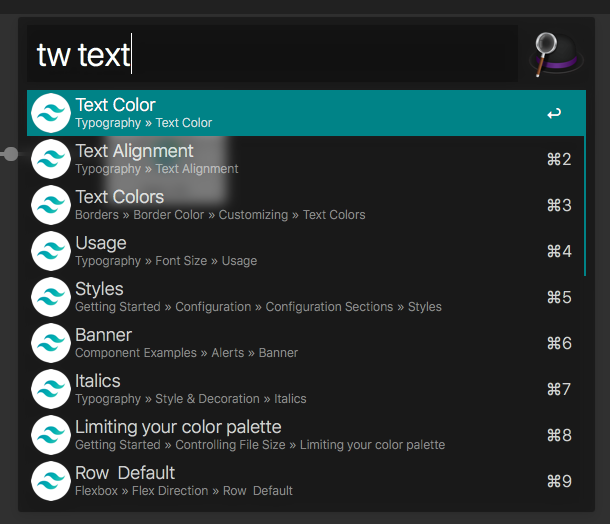 tw text
Text Color
Typography » Text Color
↩
Text Alignment
Typography » Text Alignment
⌘2
Text Colors
Borders » Border Color » Customizing » Text Colors
⌘3
Usage
Typography » Font Size » Usage
⌘4
Styles
Getting Started » Configuration » Configuration Sections » Styles
⌘5
Banner
Component Examples » Alerts » Banner
⌘6
Italics
Typography » Style & Decoration » Italics
⌘7
Limiting your color palette
Getting Started » Controlling File Size » Limiting your color palette
⌘8
Row  Default
Flexbox » Flex Direction » Row  Default
⌘9